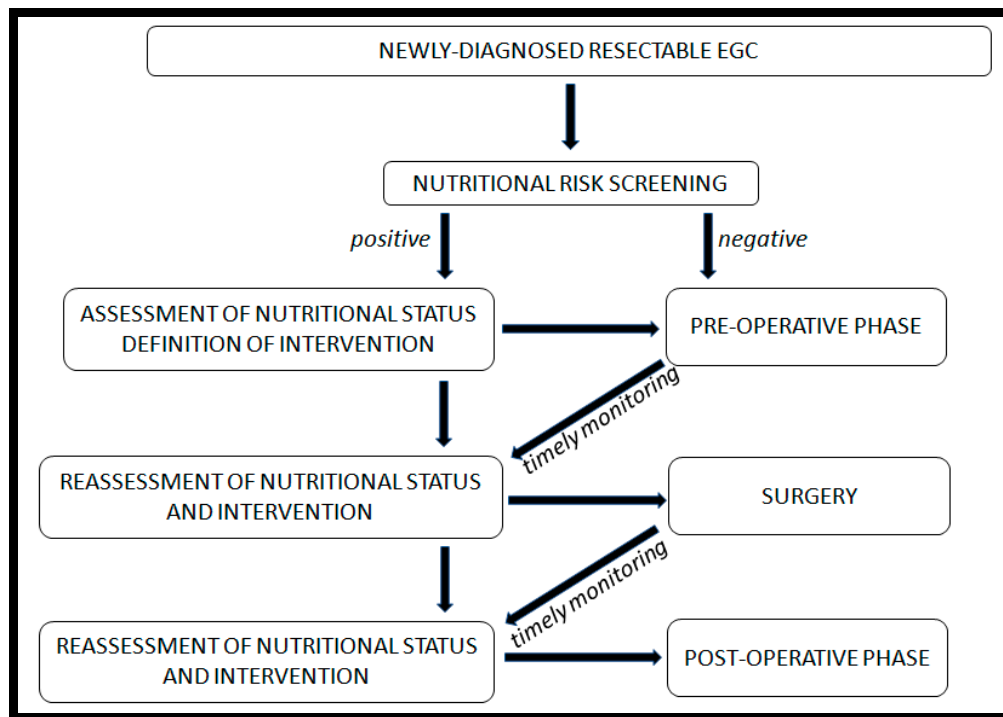 NEWLY-DIAGNOSED RESECTABLE EGC
NUTRITIONAL RISK SCREENING
positive
negative
ASSESSMENT OF NUTRITIONAL STATUS
DEFINITION OF INTERVENTION
PRE-OPERATIVE PHASE
timely monitoring
REASSESSMENT OF NUTRITIONAL STATUS
AND INTERVENTION
SURGERY
timely monitoring
REASSESSMENT OF NUTRITIONAL STATUS
AND INTERVENTION
POST-OPERATIVE PHASE